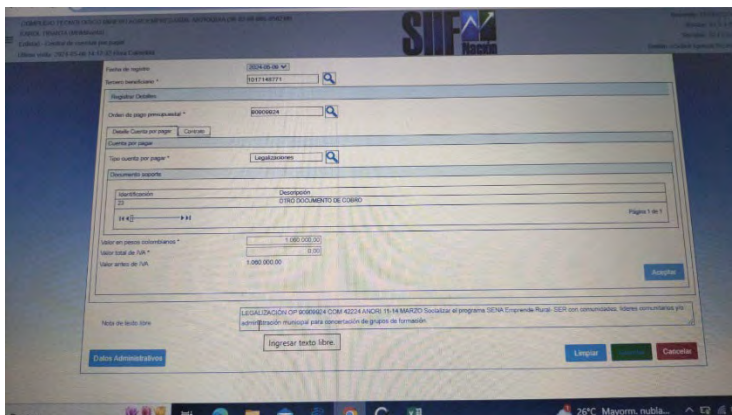 SIIF
Nación
Fecha de registro
2024-05-06
Tercero beneficiario *
1017148771
Registrar Detalles
Orden de pago presupuestal *
90909924
Detalle Cuenta por pagar
Contrato
Cuenta por pagar
Tipo cuenta por pagar *
Legalizaciones
Documento soporte
Identificación
Descripción
23
OTRO DOCUMENTO DE COBRO
Página 1 de 1
Valor en pesos colombianos *
1.080.000,00
Valor total de IVA *
0,00
Valor antes de IVA
1.080.000,00
Aceptar
Nota de texto libre
LEGALIZACIÓN OP 90909924 COM 42224 ANORI 11-14 MARZO Socializar el programa SENA Emprende Rural- SER con comunidades, líderes comunitarios y/o
administración municipal para concertación de grupos de formación.
Ingresar texto libre.
Datos Administrativos
Limpiar
Cancelar
26°C Mayorm. nubla...